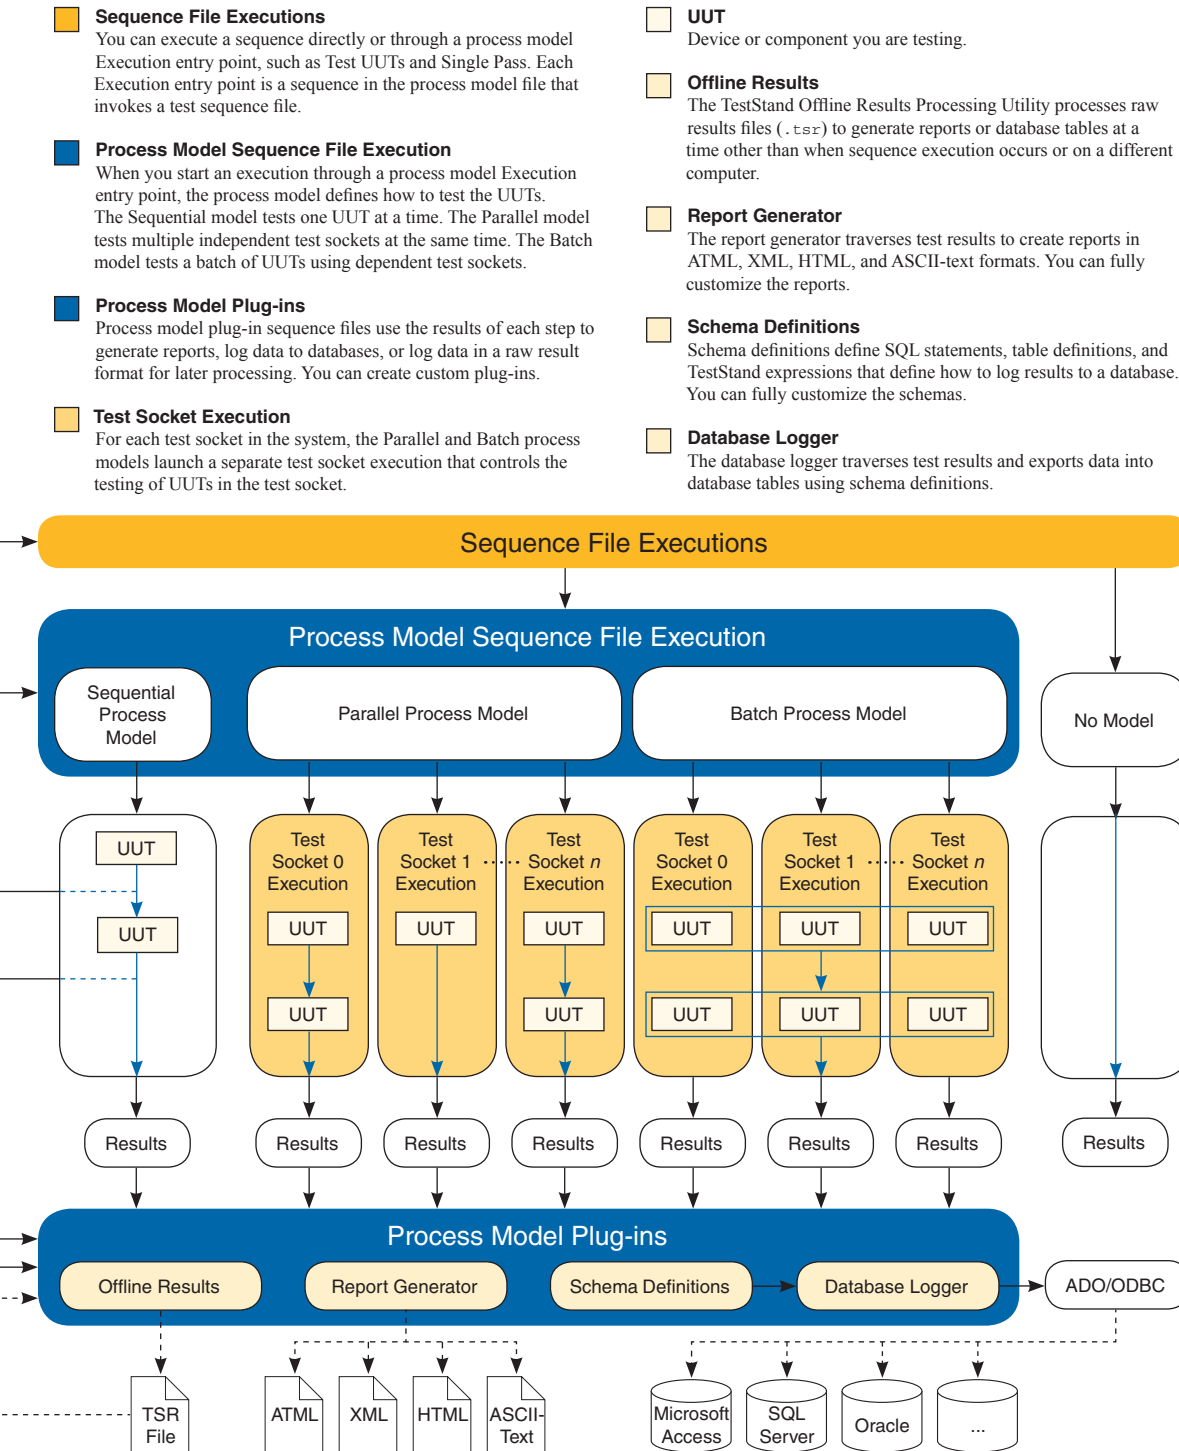 Sequence File Executions
You can execute a sequence directly or through a process model
Execution entry point, such as Test UUTs and Single Pass. Each
Execution entry point is a sequence in the process model file that
invokes a test sequence file.
Process Model Sequence File Execution
When you start an execution through a process model Execution
entry point, the process model defines how to test the UUTs.
The Sequential model tests one UUT at a time. The Parallel model
tests multiple independent test sockets at the same time. The Batch
model tests a batch of UUTs using dependent test sockets.
Process Model Plug-ins
Process model plug-in sequence files use the results of each step to
generate reports, log data to databases, or log data in a raw result
format for later processing. You can create custom plug-ins.
Test Socket Execution
For each test socket in the system, the Parallel and Batch process
models launch a separate test socket execution that controls the
testing of UUTs in the test socket.
UUT
Device or component you are testing.
Offline Results
The TestStand Offline Results Processing Utility processes raw
results files (.tsr) to generate reports or database tables at a
time other than when sequence execution occurs or on a different
computer.
Report Generator
The report generator traverses test results to create reports in
ATML, XML, HTML, and ASCII-text formats. You can fully
customize the reports.
Schema Definitions
Schema definitions define SQL statements, table definitions, and
TestStand expressions that define how to log results to a database.
You can fully customize the schemas.
Database Logger
The database logger traverses test results and exports data into
database tables using schema definitions.
Sequence File Executions
Process Model Sequence File Execution
Sequential
Process
Model
Parallel Process Model
Batch Process Model
No Model
UUT
UUT
Test
Socket 0
Execution
UUT
UUT
Test
Socket 1
Execution
UUT
.....
Test
Socket n
Execution
UUT
UUT
Test
Socket 0
Execution
UUT
UUT
Test
Socket 1
Execution
UUT
UUT
.....
Test
Socket n
Execution
UUT
UUT
Results
Results
Results
Results
Results
Results
Results
Results
Process Model Plug-ins
Offline Results
Report Generator
Schema Definitions
Database Logger
ADO/ODBC
TSR
File
ATML
XML
HTML
ASCII-
Text
Microsoft
Access
SQL
Server
Oracle
...